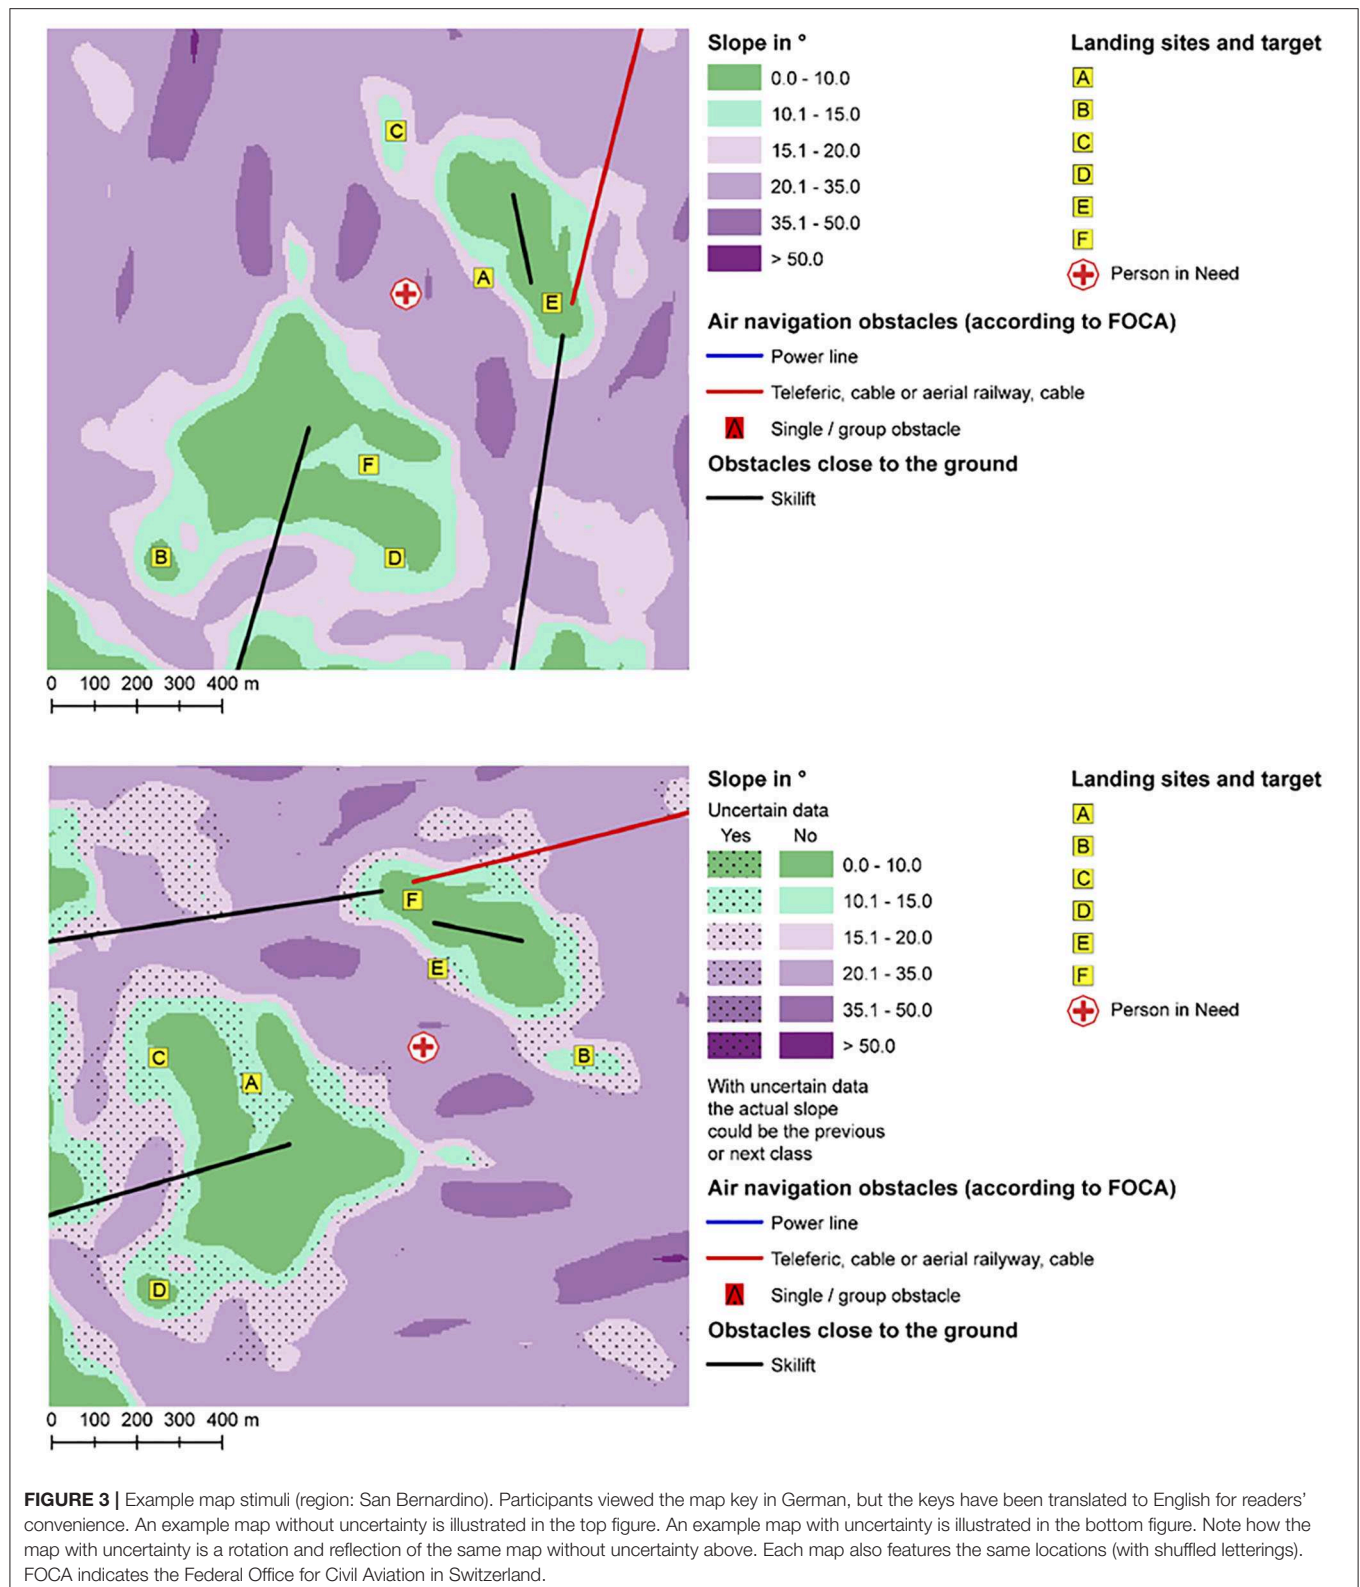 Slope in °
0.0 - 10.0
10.1 - 15.0
15.1 - 20.0
20.1 - 35.0
35.1 - 50.0
> 50.0
Landing sites and target
A
B
C
D
E
F
Person in Need
Air navigation obstacles (according to FOCA)
Power line
Teleferic, cable or aerial railway, cable
Single / group obstacle
Obstacles close to the ground
Skilift
C
A
E
F
B
D
0 100 200 300 400 m
Slope in °
Uncertain data
Yes No
0.0 - 10.0
10.1 - 15.0
15.1 - 20.0
20.1 - 35.0
35.1 - 50.0
> 50.0
With uncertain data
the actual slope
could be the previous
or next class
Landing sites and target
A
B
C
D
E
F
Person in Need
Air navigation obstacles (according to FOCA)
Power line
Teleferic, cable or aerial railyway, cable
Single / group obstacle
Obstacles close to the ground
Skilift
F
E
C
B
A
D
0 100 200 300 400 m
FIGURE 3 | Example map stimuli (region: San Bernardino). Participants viewed the map key in German, but the keys have been translated to English for readers'
convenience. An example map without uncertainty is illustrated in the top figure. An example map with uncertainty is illustrated in the bottom figure. Note how the
map with uncertainty is a rotation and reflection of the same map without uncertainty above. Each map also features the same locations (with shuffled letterings).
FOCA indicates the Federal Office for Civil Aviation in Switzerland.